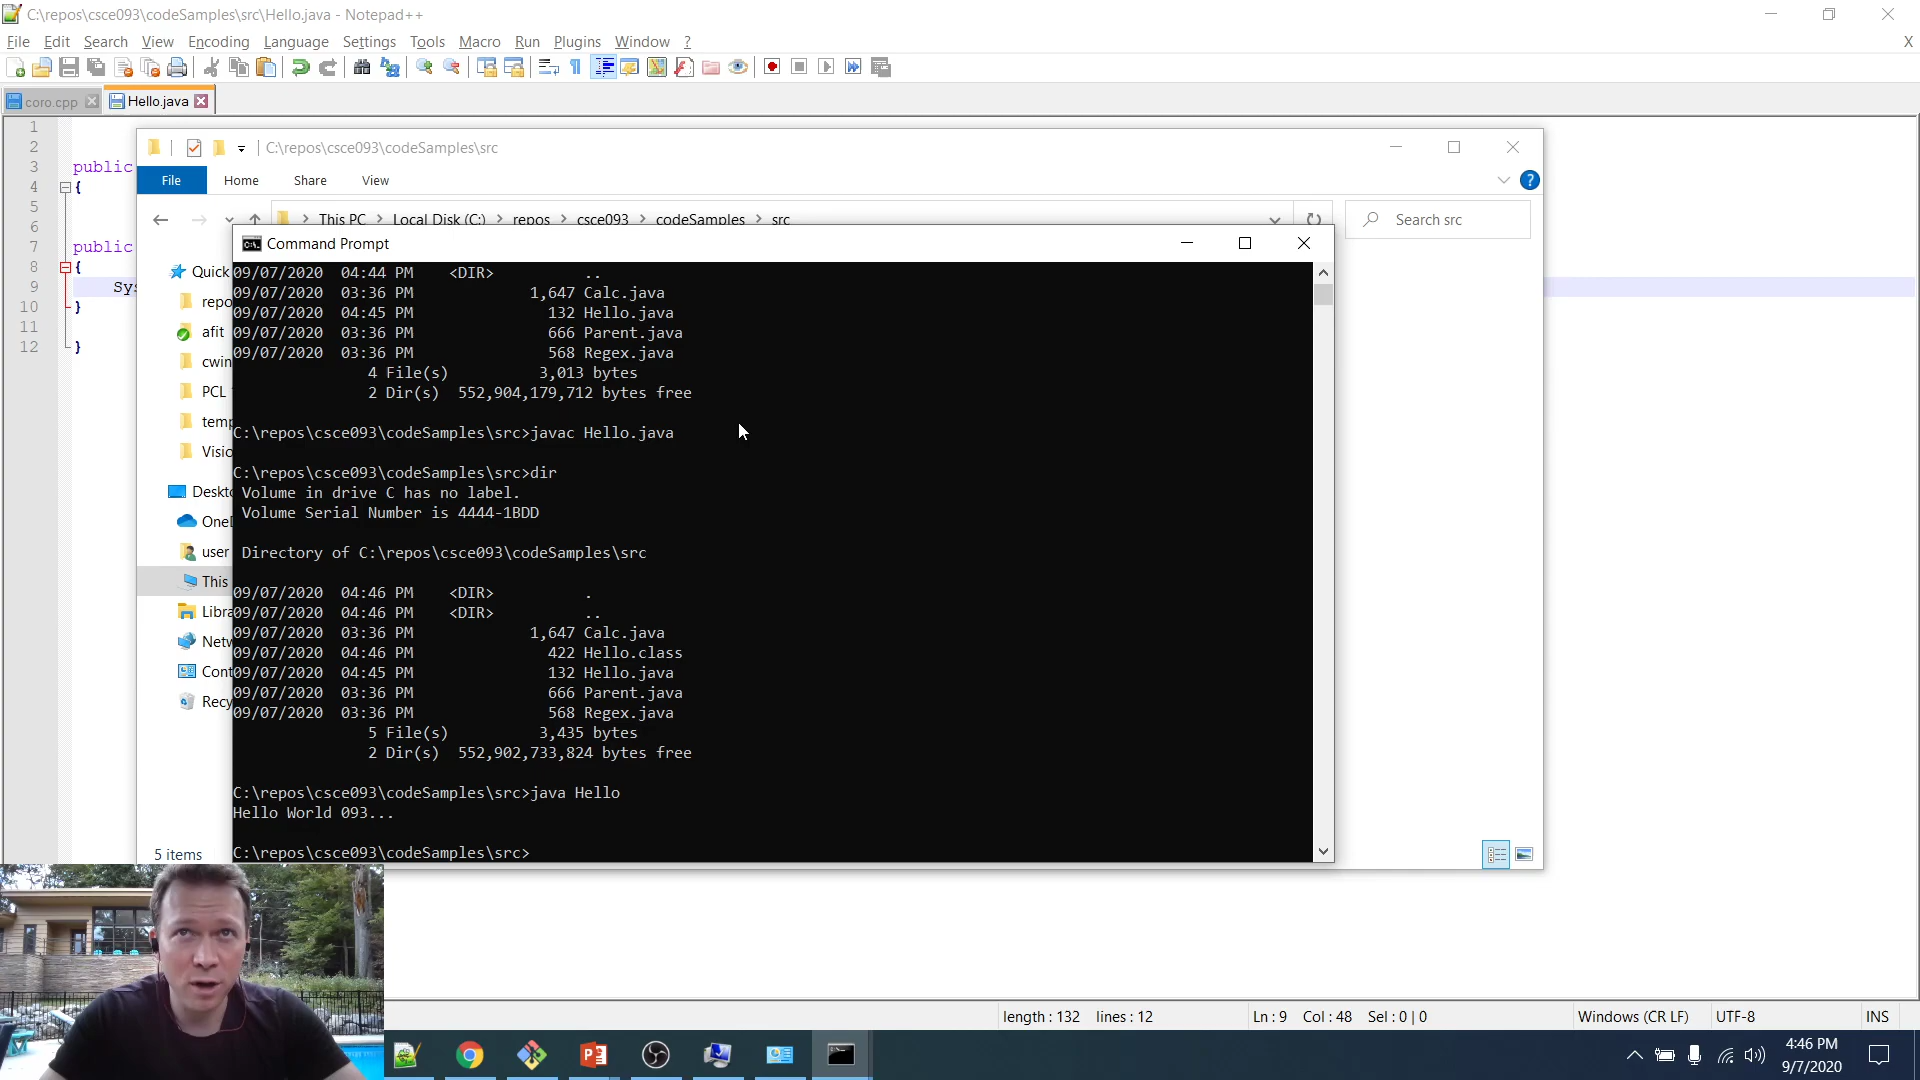 C:\repos\csce093\codeSamples\src\Hello.java - Notepad++
File Edit Search View Encoding Language Settings Tools Macro Run Plugins Window ? X
coro.cpp Hello.java
1
2
3 public
4 {
5
6
7 public
8 {
9 Sys
10 }
11
12 }
C:\repos\csce093\codeSamples\src
File Home Share View
This PC > Local Disk (C:) > repos > csce093 > codeSamples > src
Search src
Quick
repo
afit
cwin
PCL
temp
Visio
Deskto
OneD
user
This
Libra
Netw
Cont
Recy
5 items
Command Prompt
09/07/2020 04:44 PM <DIR> ..
09/07/2020 03:36 PM 1,647 Calc.java
09/07/2020 04:45 PM 132 Hello.java
09/07/2020 03:36 PM 666 Parent.java
09/07/2020 03:36 PM 568 Regex.java
4 File(s) 3,013 bytes
2 Dir(s) 552,904,179,712 bytes free
C:\repos\csce093\codeSamples\src>javac Hello.java
C:\repos\csce093\codeSamples\src>dir
Volume in drive C has no label.
Volume Serial Number is 4444-1BDD
Directory of C:\repos\csce093\codeSamples\src
09/07/2020 04:46 PM <DIR> .
09/07/2020 04:46 PM <DIR> ..
09/07/2020 03:36 PM 1,647 Calc.java
09/07/2020 04:46 PM 422 Hello.class
09/07/2020 04:45 PM 132 Hello.java
09/07/2020 03:36 PM 666 Parent.java
09/07/2020 03:36 PM 568 Regex.java
5 File(s) 3,435 bytes
2 Dir(s) 552,902,733,824 bytes free
C:\repos\csce093\codeSamples\src>java Hello
Hello World 093...
C:\repos\csce093\codeSamples\src>
length : 132 lines : 12 Ln : 9 Col : 48 Sel : 0 | 0 Windows (CR LF) UTF-8 INS
4:46 PM
9/7/2020